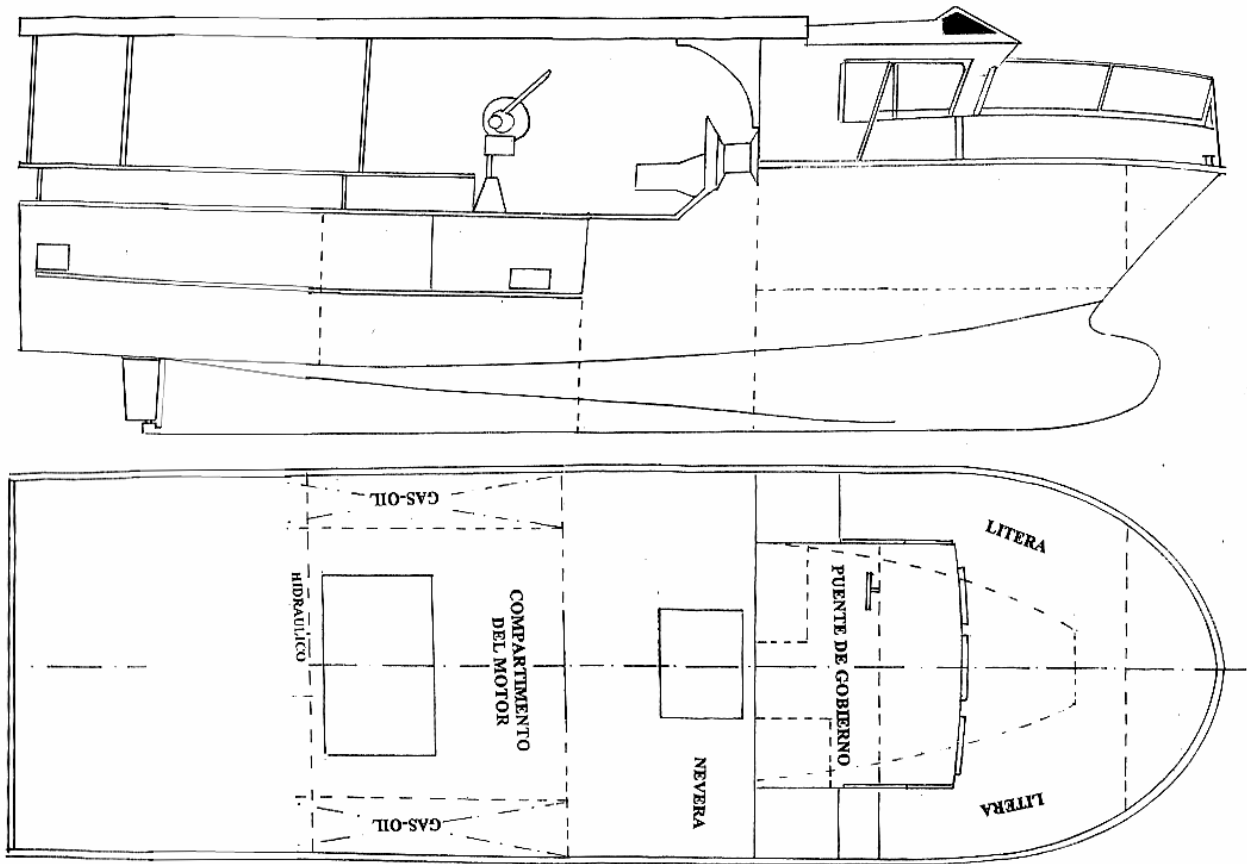 GAS-OIL
LITERA
HIDRAULICO
COMPARTIMENTO
DEL MOTOR
PUENTE DE GOBIERNO
NEVERA
GAS-OIL
LITERA